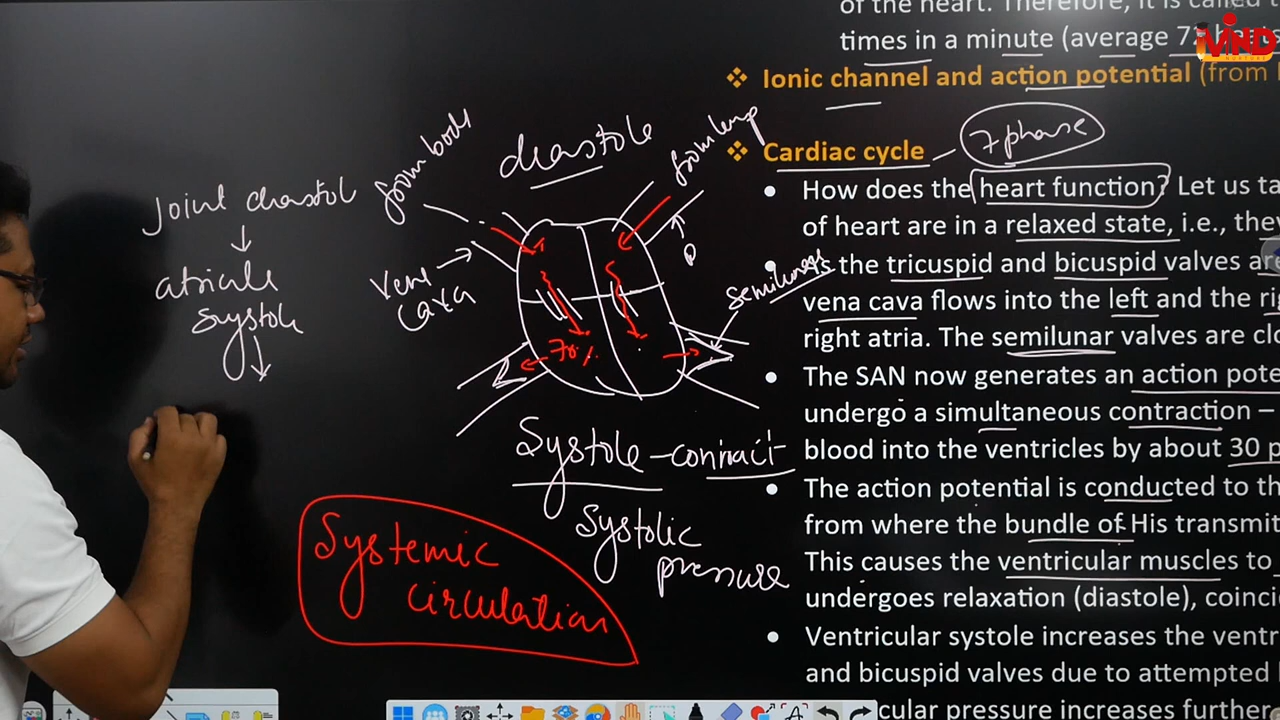 of the heart. Therefore, it is called
times in a minute (average 72 beats
iMIND
❖ Ionic channel and action potential (from
❖ Cardiac cycle – 7 phase
• How does the heart function? Let us ta
of heart are in a relaxed state, i.e., they
the tricuspid and bicuspid valves are
vena cava flows into the left and the ri
right atria. The semilunar valves are clo
• The SAN now generates an action pote
undergo a simultaneous contraction –
blood into the ventricles by about 30 p
• The action potential is conducted to th
from where the bundle of His transmit
This causes the ventricular muscles to
undergoes relaxation (diastole), coinci
• Ventricular systole increases the ventr
and bicuspid valves due to attempted
cular pressure increases further
Joint diastol
↓
atriale
systole
↓
diastole
from body
from lung
Vene
cava
semilunar
70%
Systole – contract
Systolic
pressure
Systemic
circulation